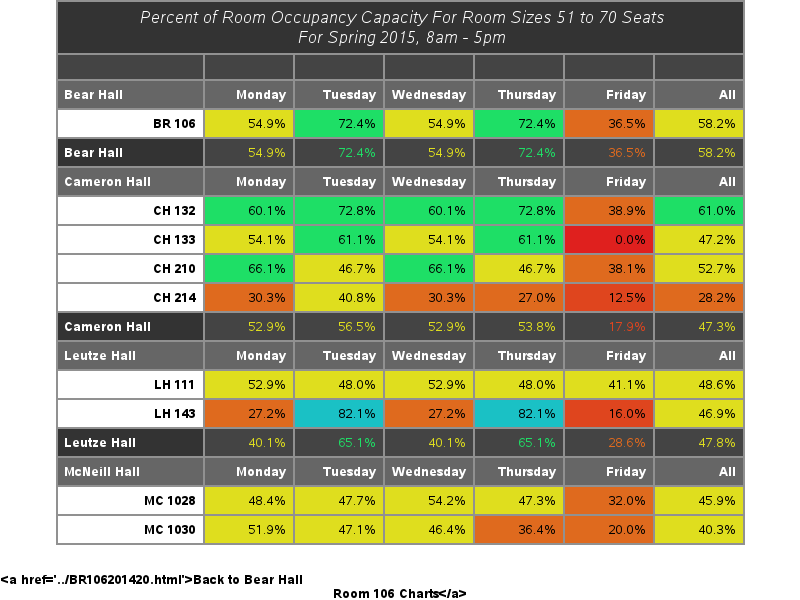 Percent of Room Occupancy Capacity For Room Sizes 51 to 70 Seats
For Spring 2015, 8am - 5pm
Bear Hall Monday Tuesday Wednesday Thursday Friday All
BR 106 54.9% 72.4% 54.9% 72.4% 36.5% 58.2%
Bear Hall 54.9% 72.4% 54.9% 72.4% 36.5% 58.2%
Cameron Hall Monday Tuesday Wednesday Thursday Friday All
CH 132 60.1% 72.8% 60.1% 72.8% 38.9% 61.0%
CH 133 54.1% 61.1% 54.1% 61.1% 0.0% 47.2%
CH 210 66.1% 46.7% 66.1% 46.7% 38.1% 52.7%
CH 214 30.3% 40.8% 30.3% 27.0% 12.5% 28.2%
Cameron Hall 52.9% 56.5% 52.9% 53.8% 17.9% 47.3%
Leutze Hall Monday Tuesday Wednesday Thursday Friday All
LH 111 52.9% 48.0% 52.9% 48.0% 41.1% 48.6%
LH 143 27.2% 82.1% 27.2% 82.1% 16.0% 46.9%
Leutze Hall 40.1% 65.1% 40.1% 65.1% 28.6% 47.8%
McNeill Hall Monday Tuesday Wednesday Thursday Friday All
MC 1028 48.4% 47.7% 54.2% 47.3% 32.0% 45.9%
MC 1030 51.9% 47.1% 46.4% 36.4% 20.0% 40.3%
<a href='../BR106201420.html'>Back to Bear Hall
Room 106 Charts</a>